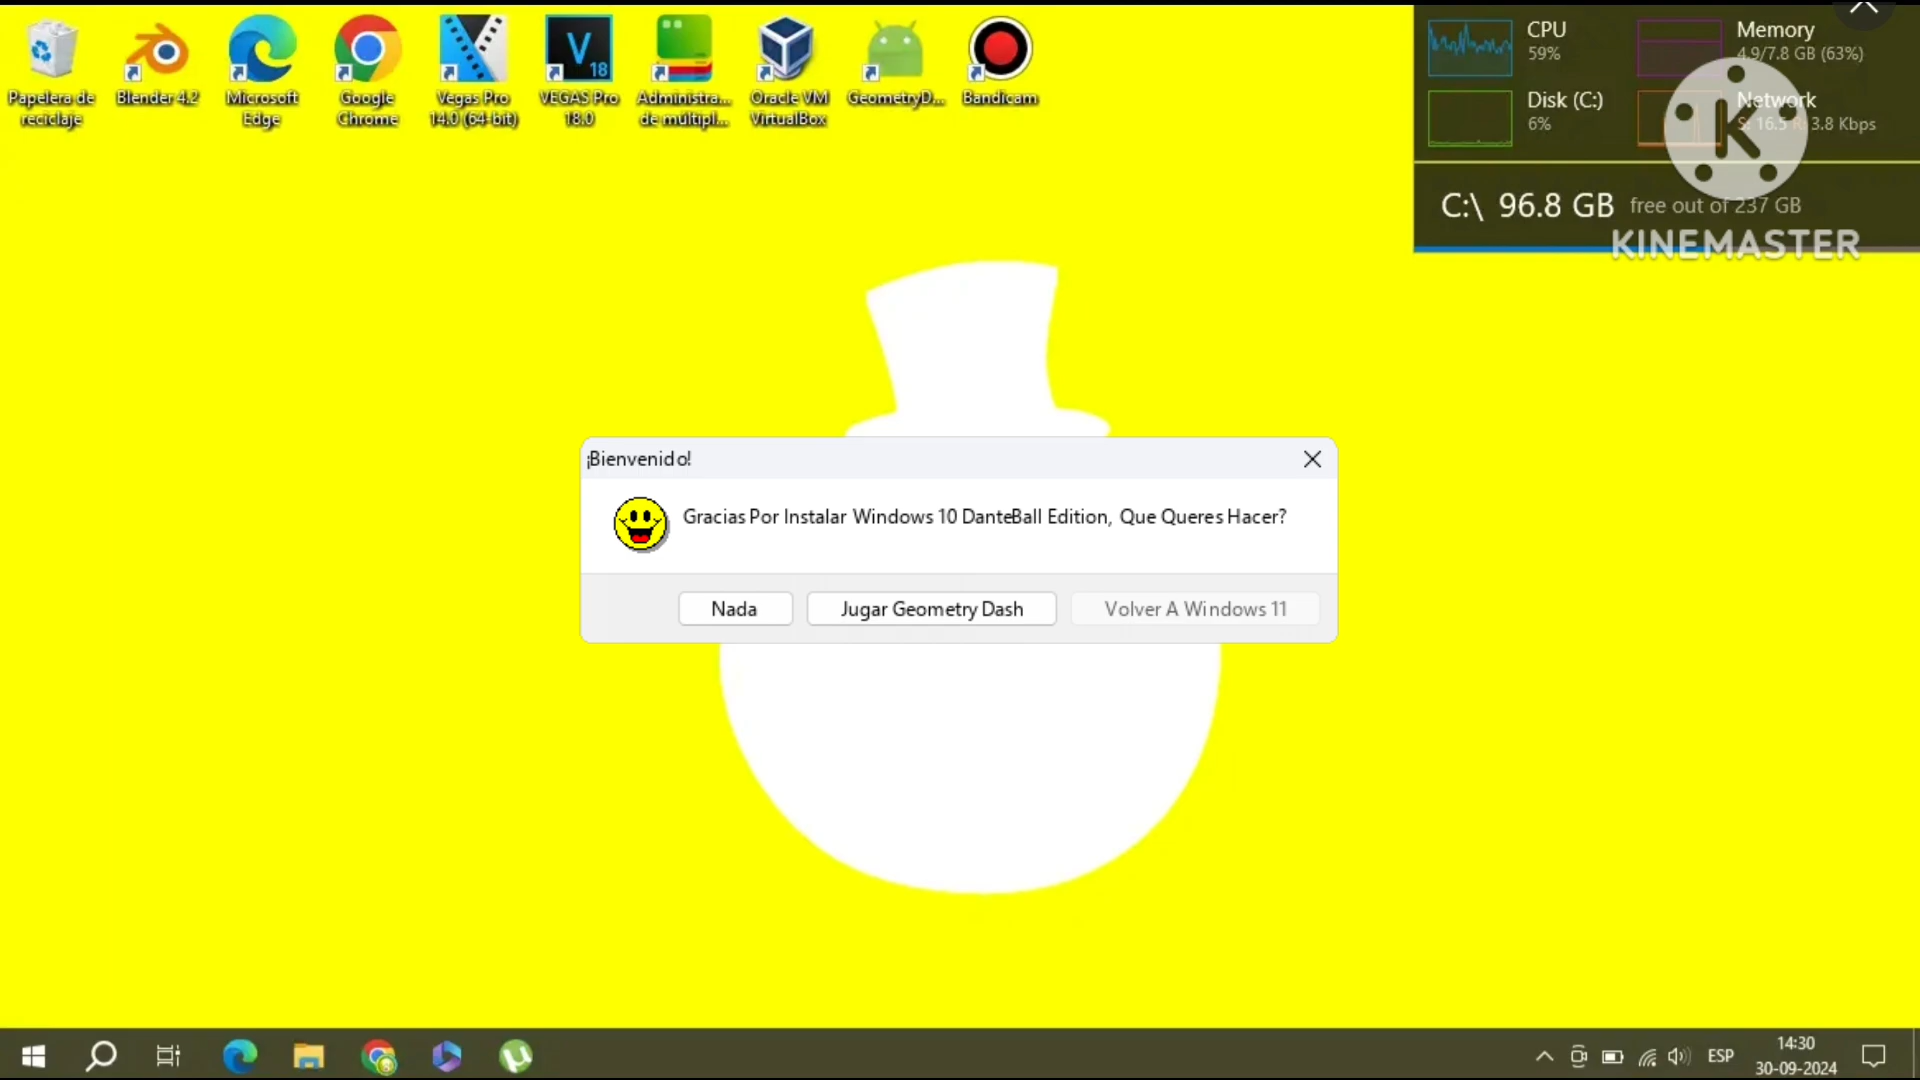 Papelera de
reciclaje
Blender 4.2
Microsoft
Edge
Google
Chrome
Vegas Pro
14.0 (64-bit)
VEGAS Pro
18.0
Administra...
de múltipl...
Oracle VM
VirtualBox
GeometryD...
Bandicam
V
18
CPU
59%
Memory
4.9/7.8 GB (63%)
Disk (C:)
6%
Network
S: 16.5 R: 3.8 Kbps
C:\ 96.8 GB free out of 237 GB
K
KINEMASTER
¡Bienvenido!
Gracias Por Instalar Windows 10 DanteBall Edition, Que Queres Hacer?
Nada
Jugar Geometry Dash
Volver A Windows 11
ESP
14:30
30-09-2024